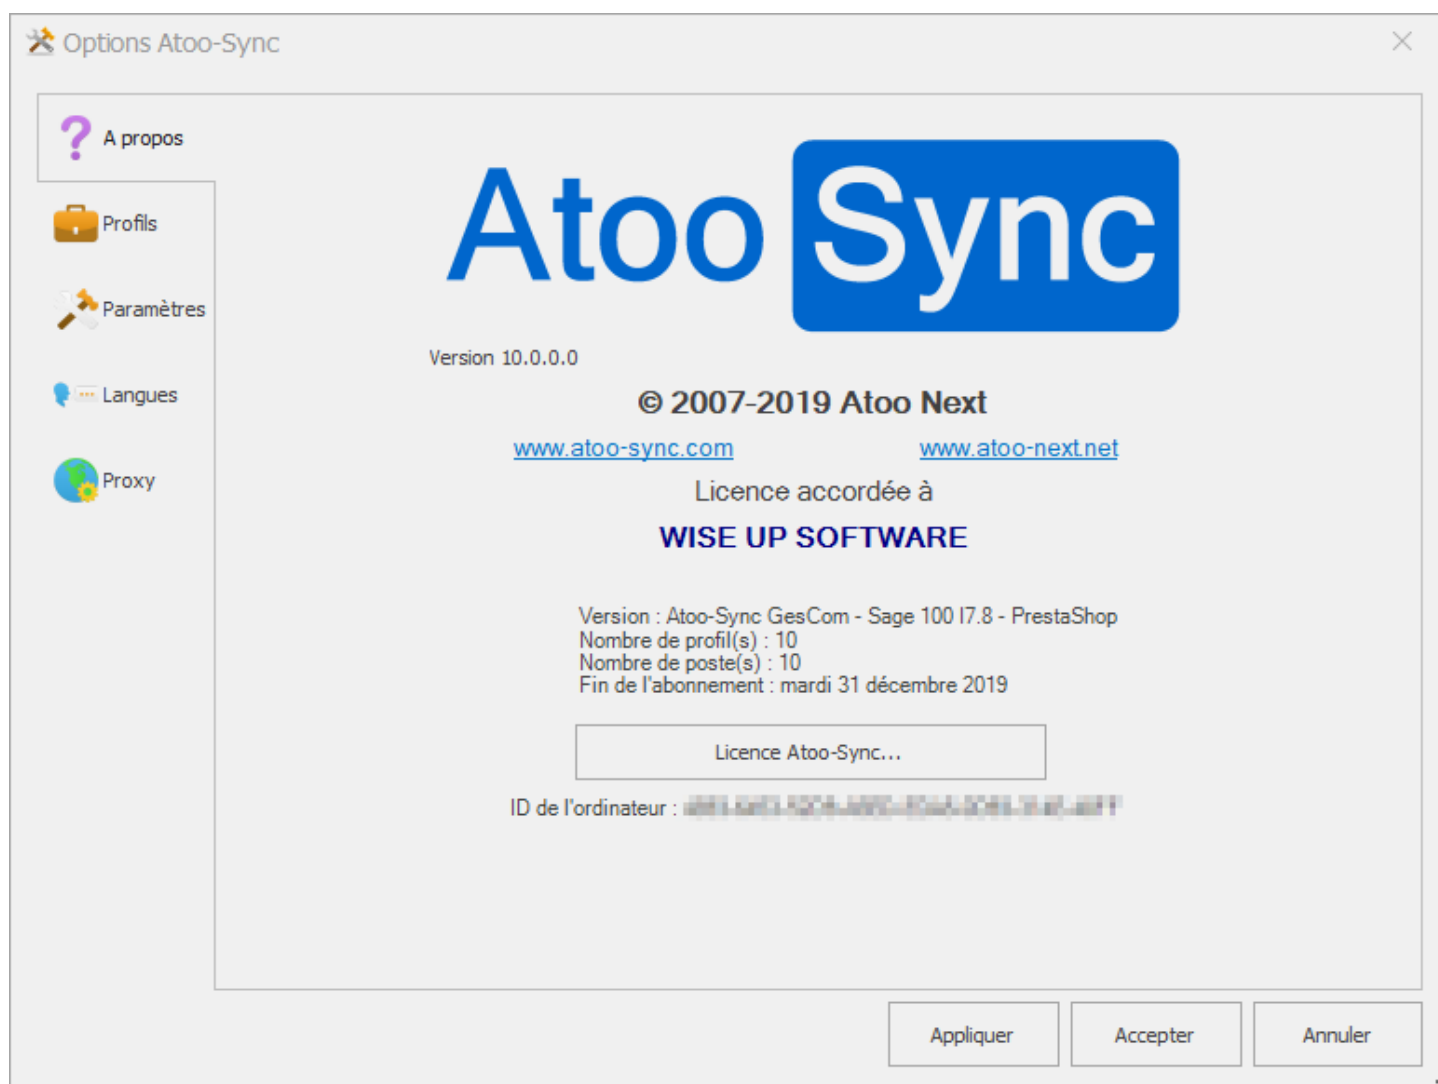 Options Atoo-Sync
A propos
Profils
Paramètres
Langues
Proxy
Atoo Sync
Version 10.0.0.0
© 2007-2019 Atoo Next
www.atoo-sync.com www.atoo-next.net
Licence accordée à
WISE UP SOFTWARE
Version : Atoo-Sync GesCom - Sage 100 I7.8 - PrestaShop
Nombre de profil(s) : 10
Nombre de poste(s) : 10
Fin de l'abonnement : mardi 31 décembre 2019
Licence Atoo-Sync...
ID de l'ordinateur :
Appliquer Accepter Annuler